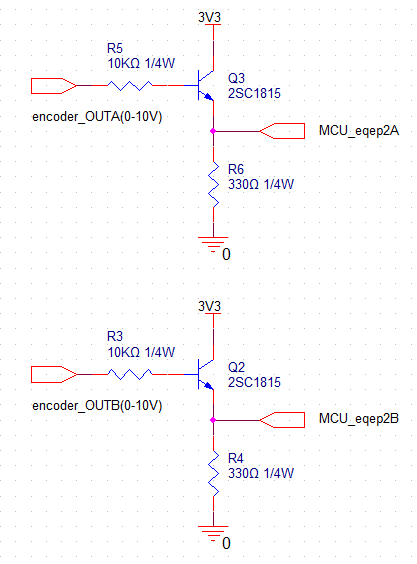 3V3
R5
10KΩ 1/4W
Q3
2SC1815
encoder_OUTA(0-10V)
MCU_eqep2A
R6
330Ω 1/4W
0
3V3
R3
10KΩ 1/4W
Q2
2SC1815
encoder_OUTB(0-10V)
MCU_eqep2B
R4
330Ω 1/4W
0